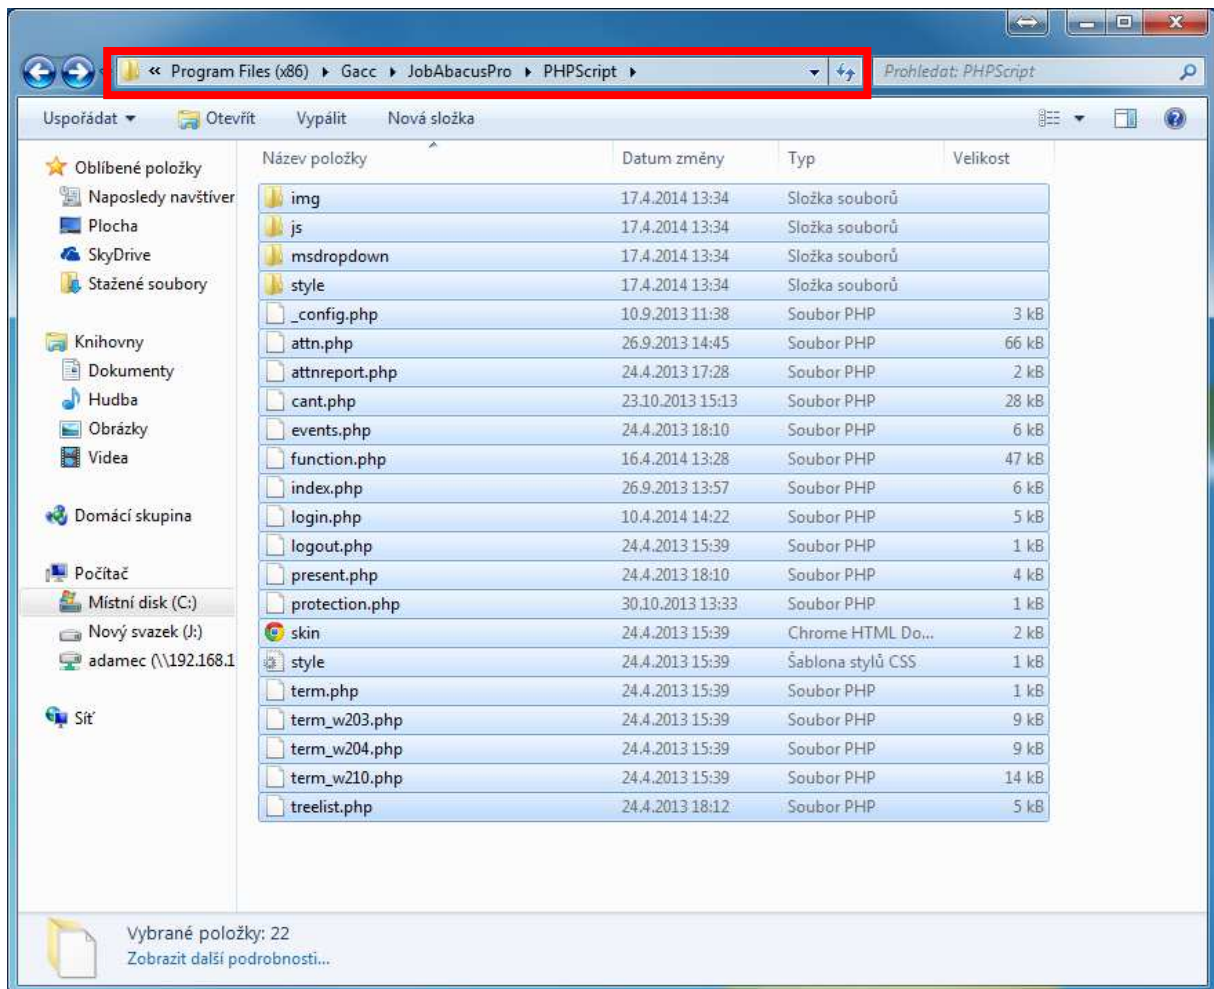 « Program Files (x86) ▸ Gacc ▸ JobAbacusPro ▸ PHPScript ▸ Prohledat: PHPScript
Uspořádat Otevřít Vypálit Nová složka
Oblíbené položky
Naposledy navštíver
Plocha
SkyDrive
Stažené soubory
Knihovny
Dokumenty
Hudba
Obrázky
Videa
Domácí skupina
Počítač
Místní disk (C:)
Nový svazek (J:)
adamec (\\192.168.1
Síť
Název položky Datum změny Typ Velikost
img 17.4.2014 13:34 Složka souborů
js 17.4.2014 13:34 Složka souborů
msdropdown 17.4.2014 13:34 Složka souborů
style 17.4.2014 13:34 Složka souborů
_config.php 10.9.2013 11:38 Soubor PHP 3 kB
attn.php 26.9.2013 14:45 Soubor PHP 66 kB
attnreport.php 24.4.2013 17:28 Soubor PHP 2 kB
cant.php 23.10.2013 15:13 Soubor PHP 28 kB
events.php 24.4.2013 18:10 Soubor PHP 6 kB
function.php 16.4.2014 13:28 Soubor PHP 47 kB
index.php 26.9.2013 13:57 Soubor PHP 6 kB
login.php 10.4.2014 14:22 Soubor PHP 5 kB
logout.php 24.4.2013 15:39 Soubor PHP 1 kB
present.php 24.4.2013 18:10 Soubor PHP 4 kB
protection.php 30.10.2013 13:33 Soubor PHP 1 kB
skin 24.4.2013 15:39 Chrome HTML Do... 2 kB
style 24.4.2013 15:39 Šablona stylů CSS 1 kB
term.php 24.4.2013 15:39 Soubor PHP 1 kB
term_w203.php 24.4.2013 15:39 Soubor PHP 9 kB
term_w204.php 24.4.2013 15:39 Soubor PHP 9 kB
term_w210.php 24.4.2013 15:39 Soubor PHP 14 kB
treelist.php 24.4.2013 18:12 Soubor PHP 5 kB
Vybrané položky: 22
Zobrazit další podrobnosti...